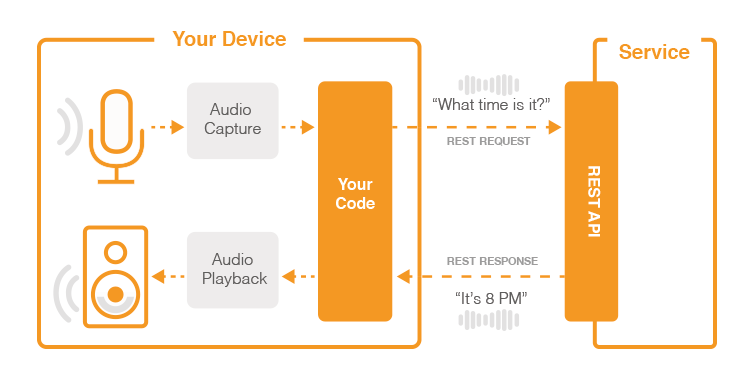 Your Device
Service
Audio
Capture
“What time is it?”
REST REQUEST
Your
Code
REST API
Audio
Playback
REST RESPONSE
“It’s 8 PM”